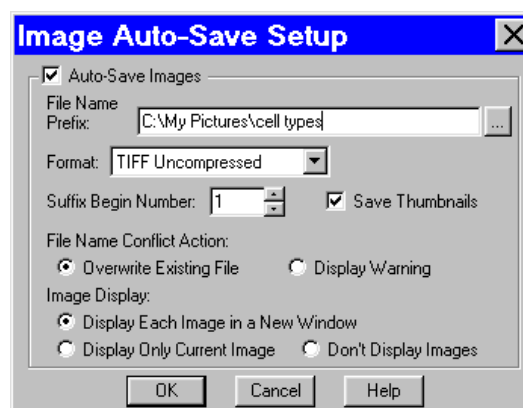 Image Auto-Save Setup
Auto-Save Images
File Name
Prefix: C:\My Pictures\cell types ...
Format: TIFF Uncompressed
Suffix Begin Number: 1 Save Thumbnails
File Name Conflict Action:
Overwrite Existing File Display Warning
Image Display:
Display Each Image in a New Window
Display Only Current Image Don't Display Images
OK Cancel Help